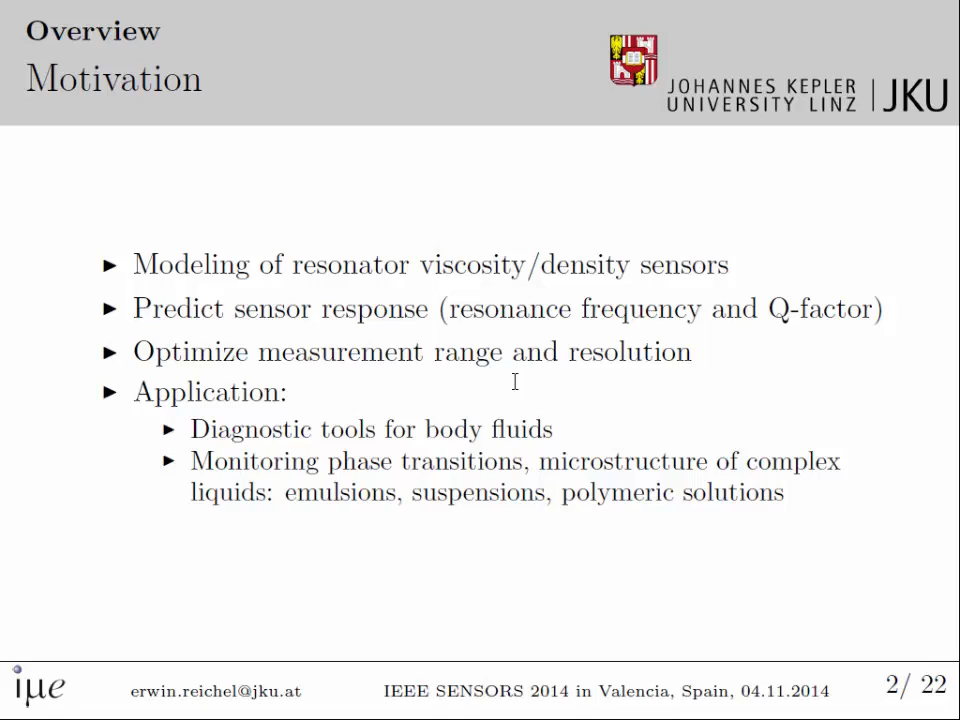 Overview
Motivation
JOHANNES KEPLER
UNIVERSITY LINZ
JKU
Modeling of resonator viscosity/density sensors
Predict sensor response (resonance frequency and Q-factor)
Optimize measurement range and resolution
Application:
Diagnostic tools for body fluids
Monitoring phase transitions, microstructure of complex
liquids: emulsions, suspensions, polymeric solutions
iμe
erwin.reichel@jku.at
IEEE SENSORS 2014 in Valencia, Spain, 04.11.2014
2/ 22